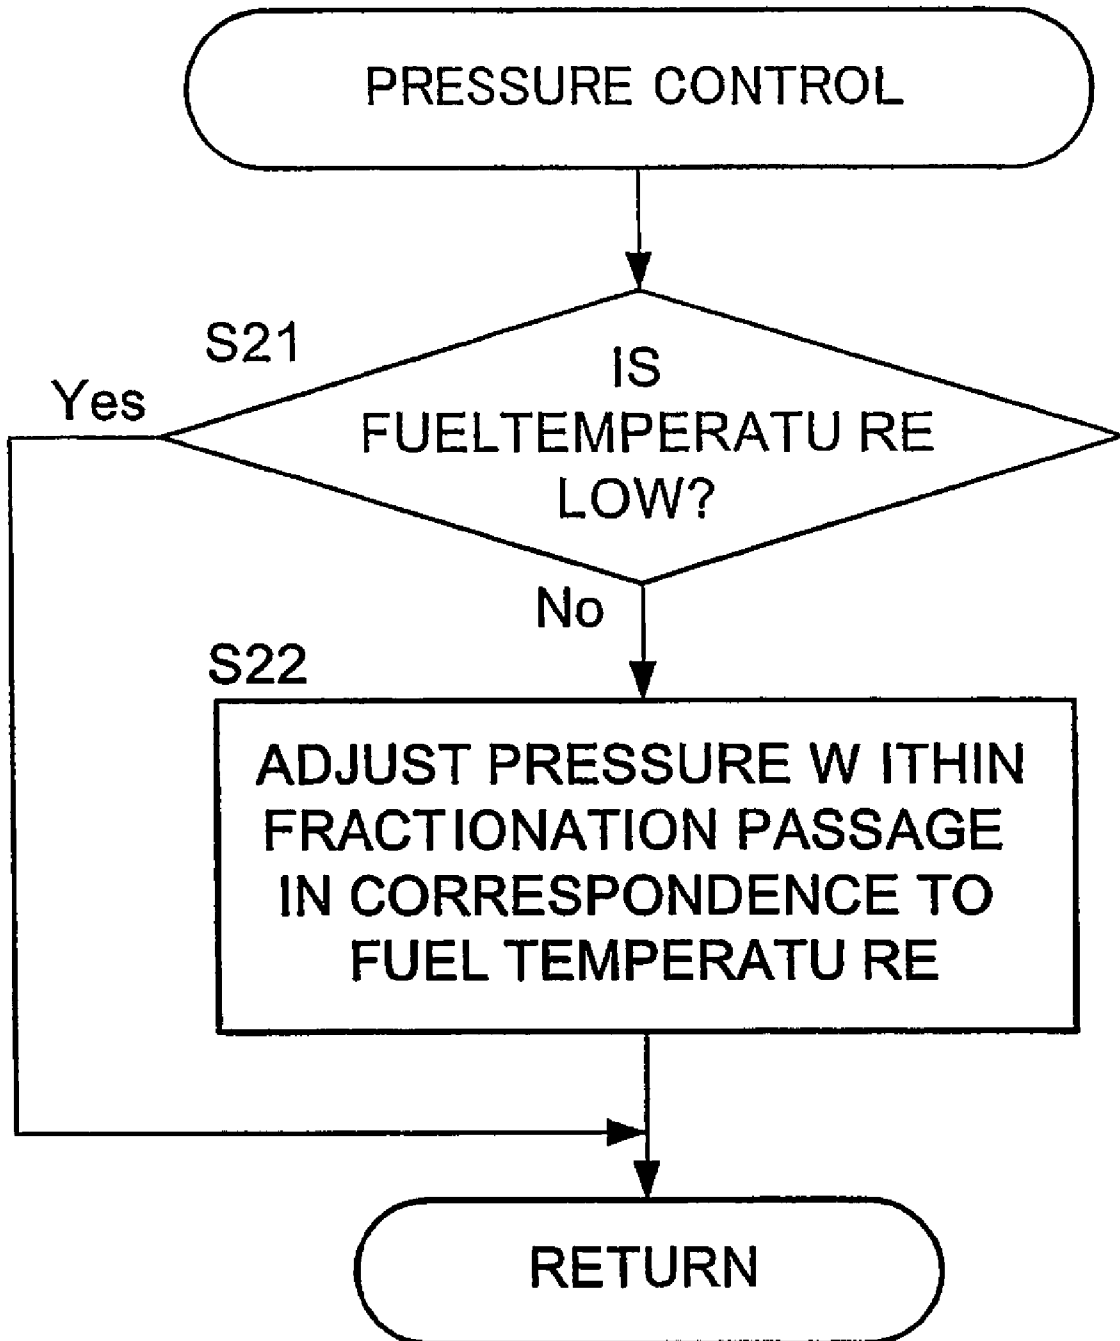 PRESSURE CONTROL
S21
Yes
IS
FUELTEMPERATU RE
LOW?
No
S22
ADJUST PRESSURE W ITHIN
FRACTIONATION PASSAGE
IN CORRESPONDENCE TO
FUEL TEMPERATU RE
RETURN